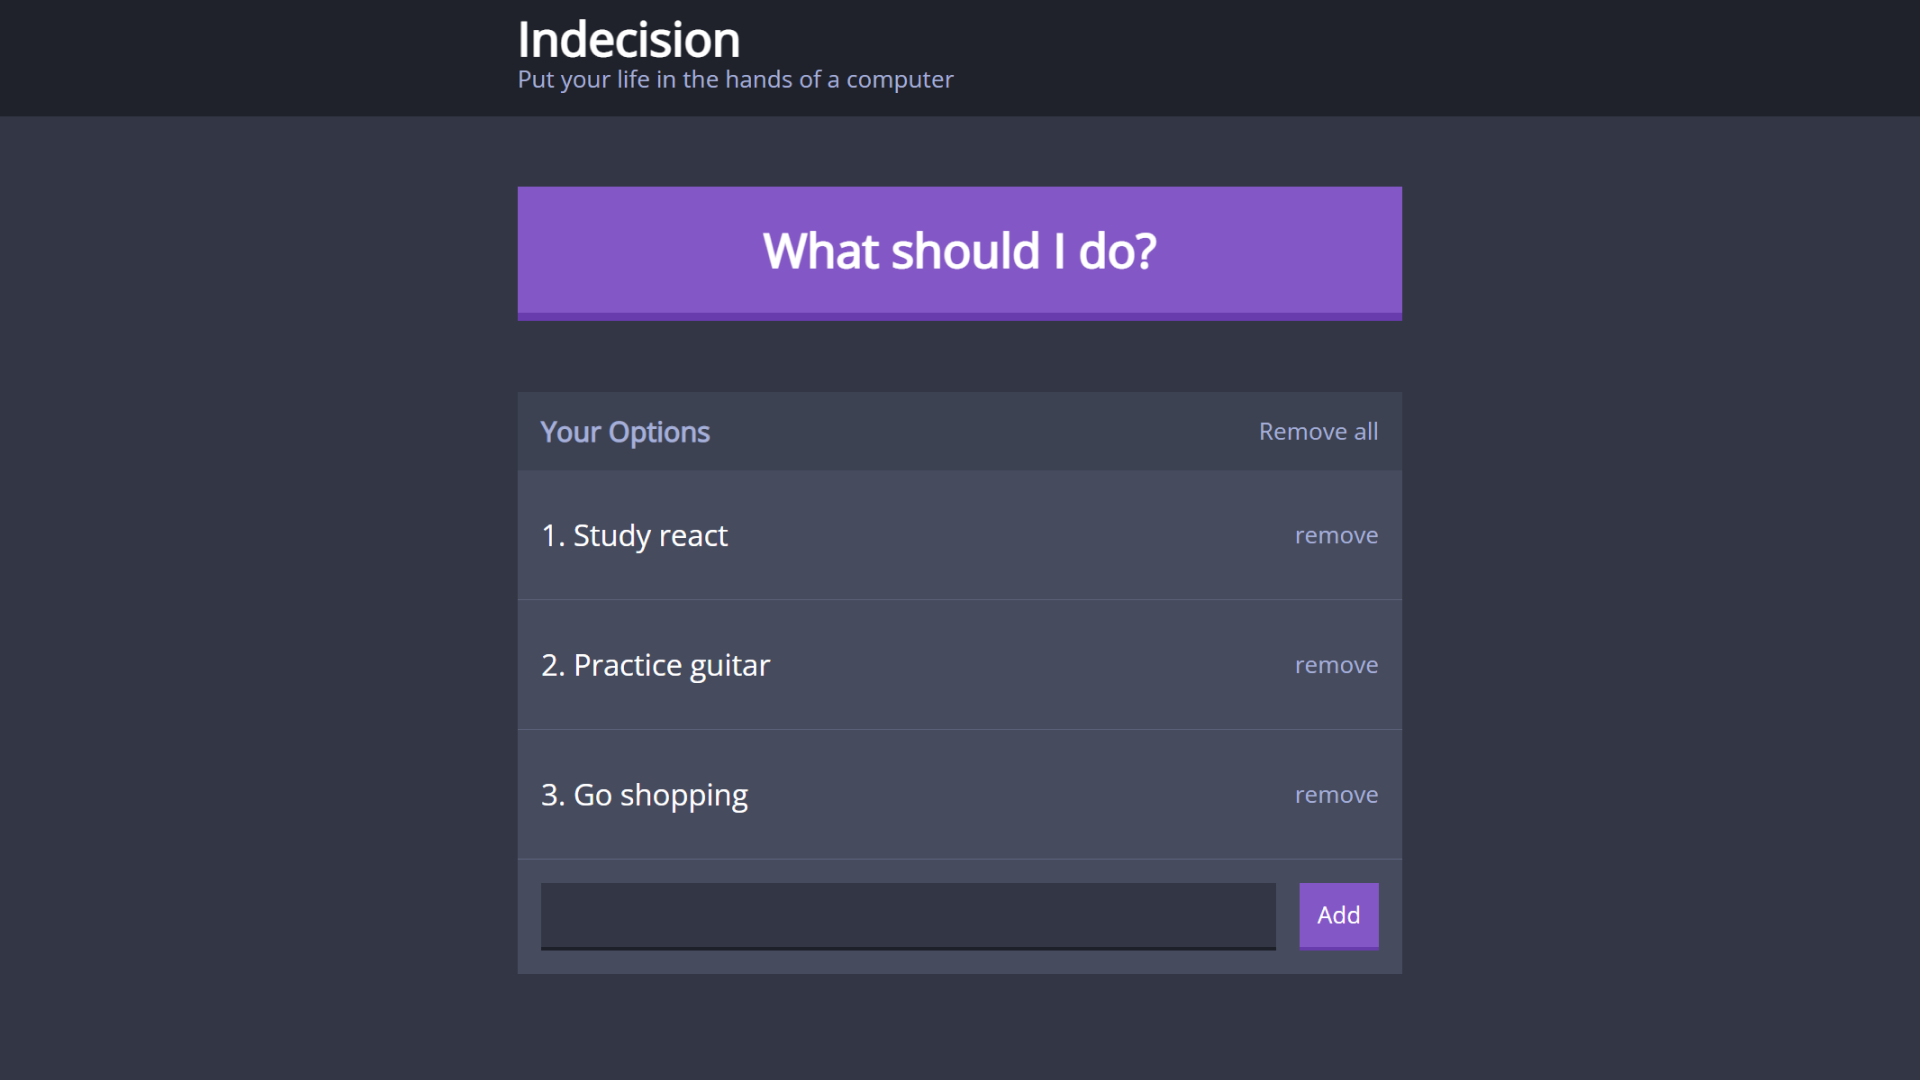 Indecision
Put your life in the hands of a computer
What should I do?
Your Options
Remove all
1. Study react
remove
2. Practice guitar
remove
3. Go shopping
remove
Add